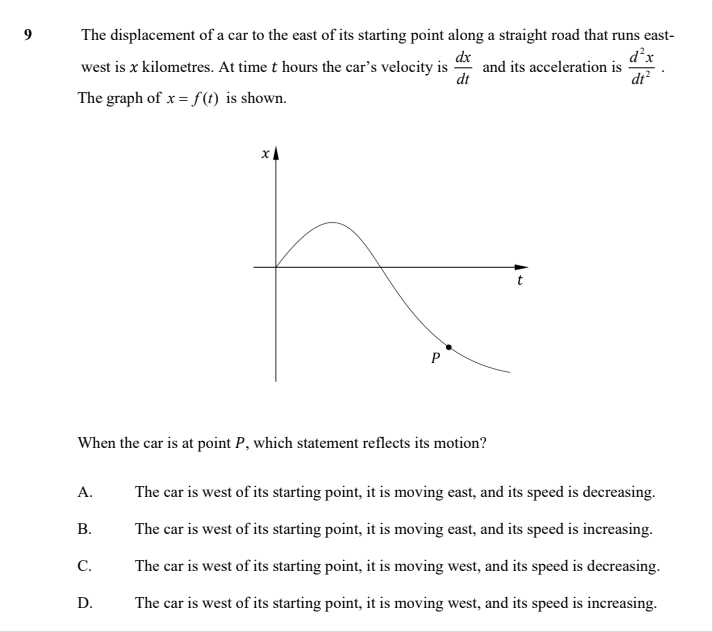 9 The displacement of a car to the east of its starting point along a straight road that runs east-
west is x kilometres. At time t hours the car's velocity is dx/dt and its acceleration is d²x/dt² .
The graph of x = f(t) is shown.
x
t
P
When the car is at point P, which statement reflects its motion?
A. The car is west of its starting point, it is moving east, and its speed is decreasing.
B. The car is west of its starting point, it is moving east, and its speed is increasing.
C. The car is west of its starting point, it is moving west, and its speed is decreasing.
D. The car is west of its starting point, it is moving west, and its speed is increasing.